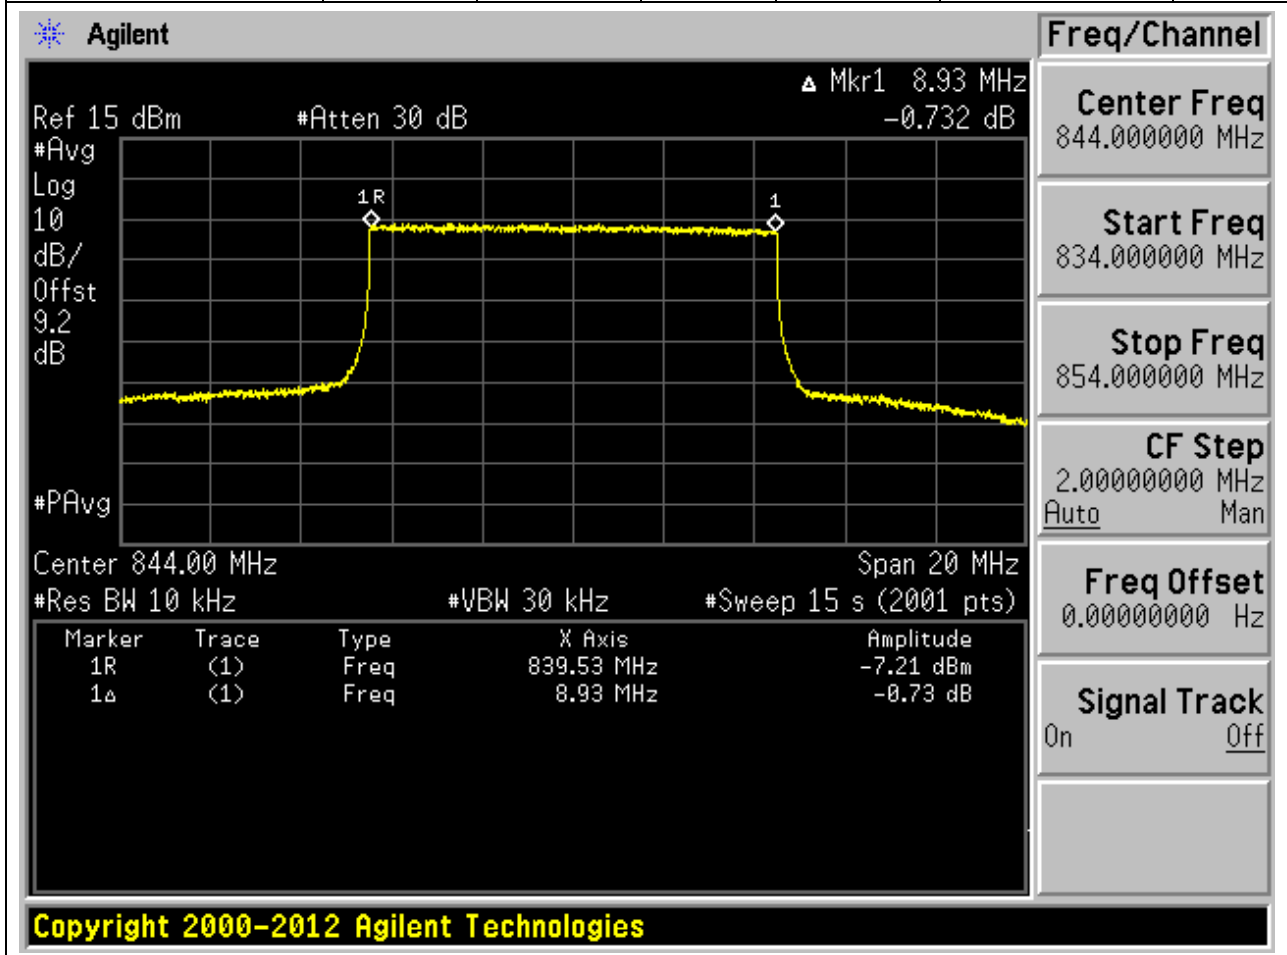 Agilent
Freq/Channel
▵ Mkr1 8.93 MHz
Ref 15 dBm #Atten 30 dB -0.732 dB
#Avg
Log
10
dB/
Offst
9.2
dB
1R
1
#PAvg
Center 844.00 MHz Span 20 MHz
#Res BW 10 kHz #VBW 30 kHz #Sweep 15 s (2001 pts)
Marker Trace Type X Axis Amplitude
1R (1) Freq 839.53 MHz -7.21 dBm
1▵ (1) Freq 8.93 MHz -0.73 dB
Center Freq
844.000000 MHz
Start Freq
834.000000 MHz
Stop Freq
854.000000 MHz
CF Step
2.00000000 MHz
Auto Man
Freq Offset
0.00000000 Hz
Signal Track
On Off
Copyright 2000-2012 Agilent Technologies